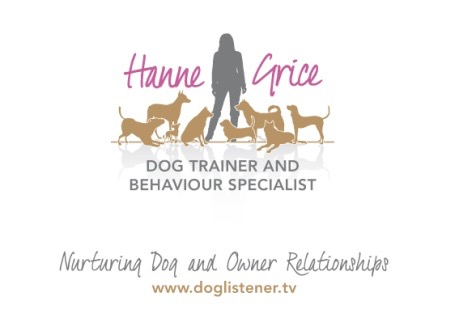 Hanne Grice
DOG TRAINER AND
BEHAVIOUR SPECIALIST
Nurturing Dog and Owner Relationships
www.doglistener.tv